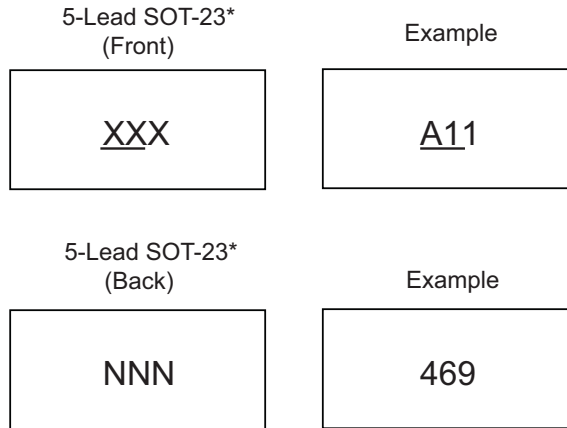 5-Lead SOT-23*
(Front)
Example
XXX
A11
5-Lead SOT-23*
(Back)
Example
NNN
469